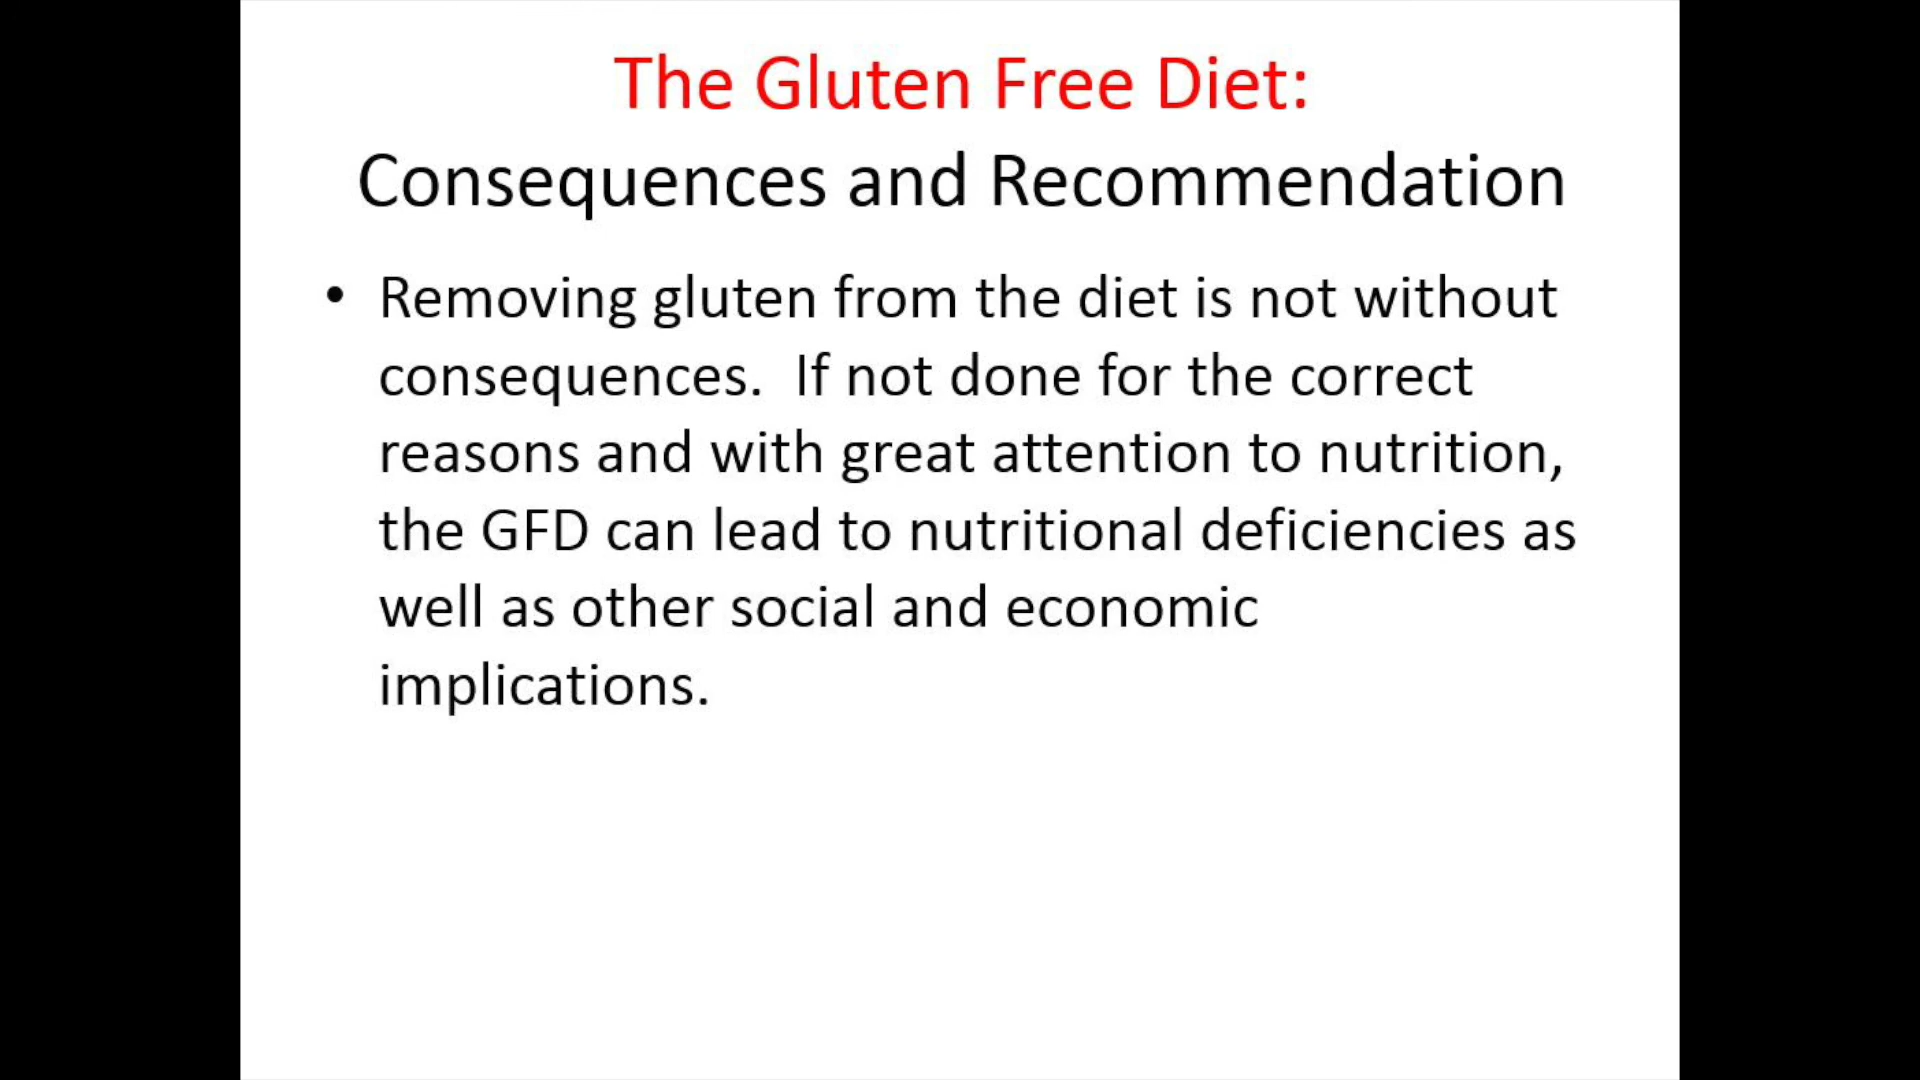 The Gluten Free Diet:
Consequences and Recommendation
• Removing gluten from the diet is not without
consequences.  If not done for the correct
reasons and with great attention to nutrition,
the GFD can lead to nutritional deficiencies as
well as other social and economic
implications.